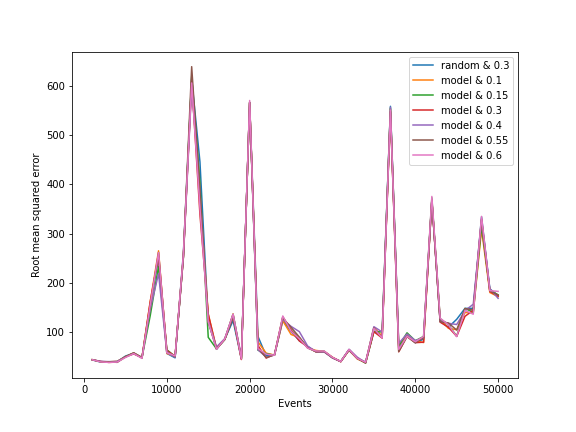 random & 0.3
model & 0.1
model & 0.15
model & 0.3
model & 0.4
model & 0.55
model & 0.6
600
500
400
300
200
100
Root mean squared error
0 10000 20000 30000 40000 50000
Events